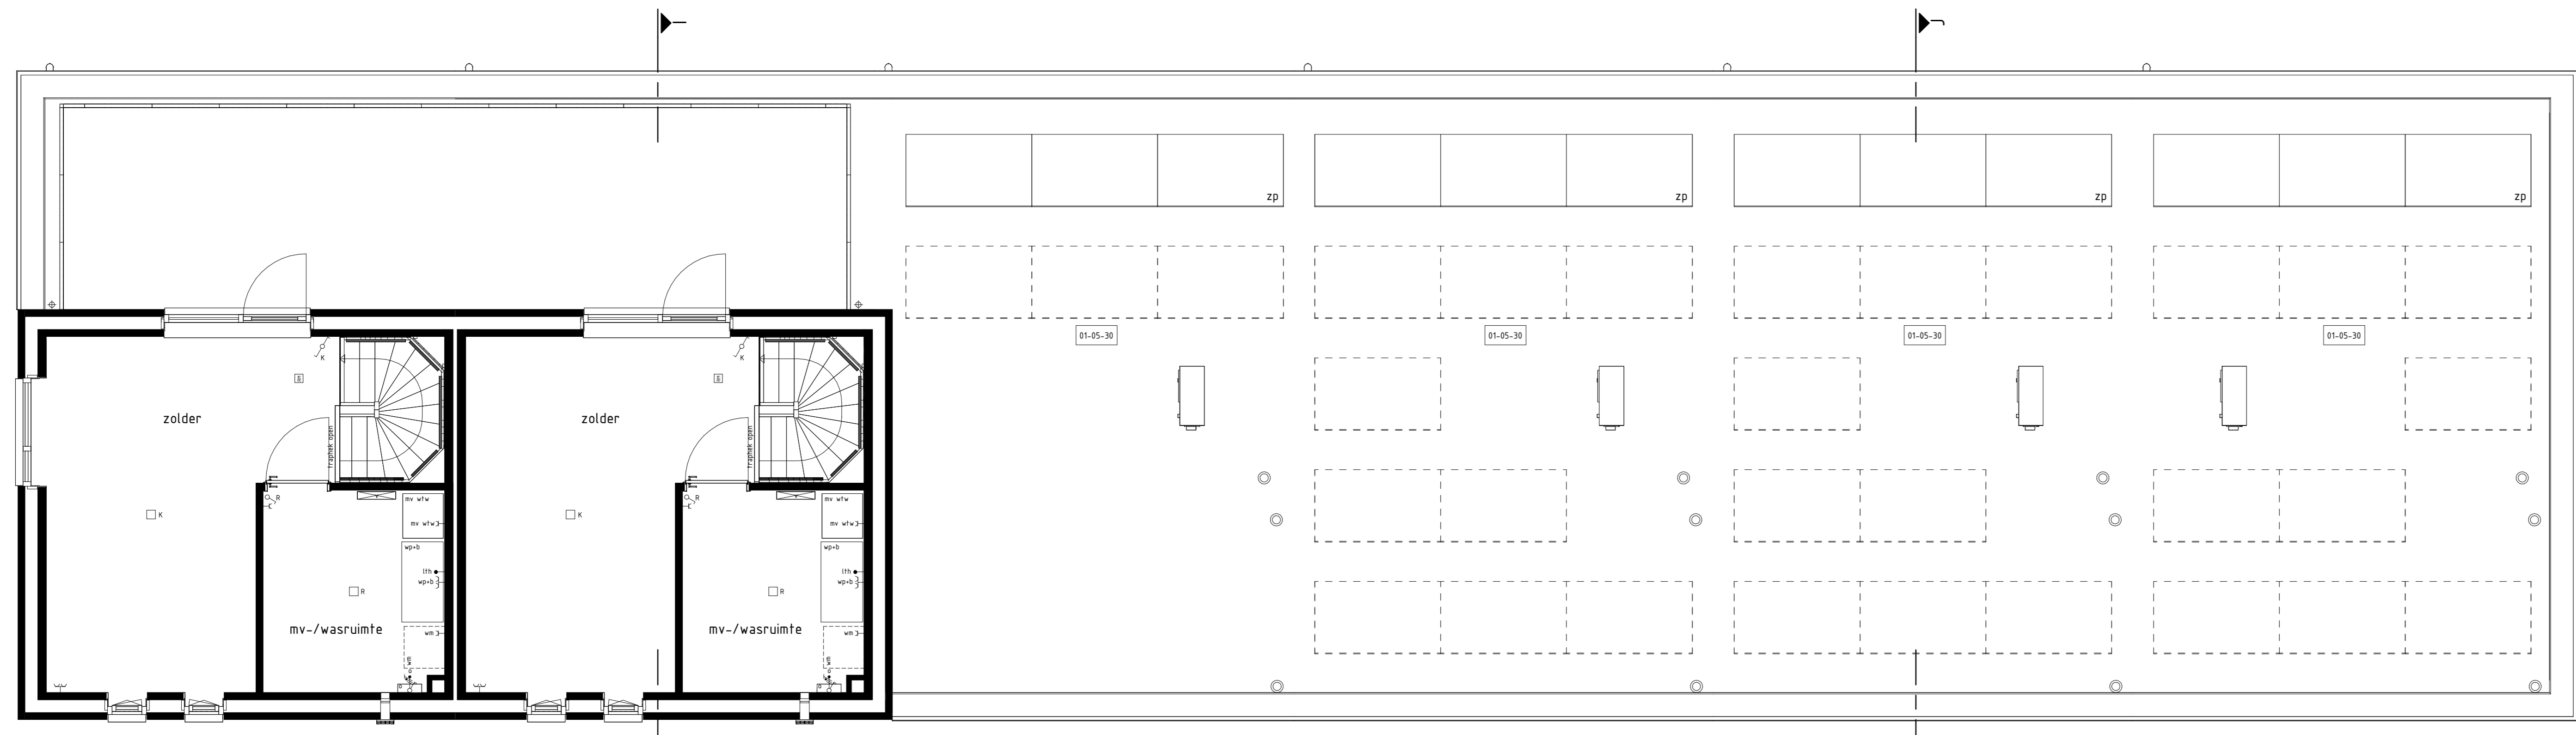 zp
zp
zp
zp
01-05-30
01-05-30
01-05-30
01-05-30
K
zolder
traphek open
R
mv wtw
mv wtw
K
wp+b
lth
wp+b
R
mv-/wasruimte
wm
wm
K
zolder
traphek open
R
mv wtw
mv wtw
K
wp+b
lth
wp+b
R
mv-/wasruimte
wm
wm